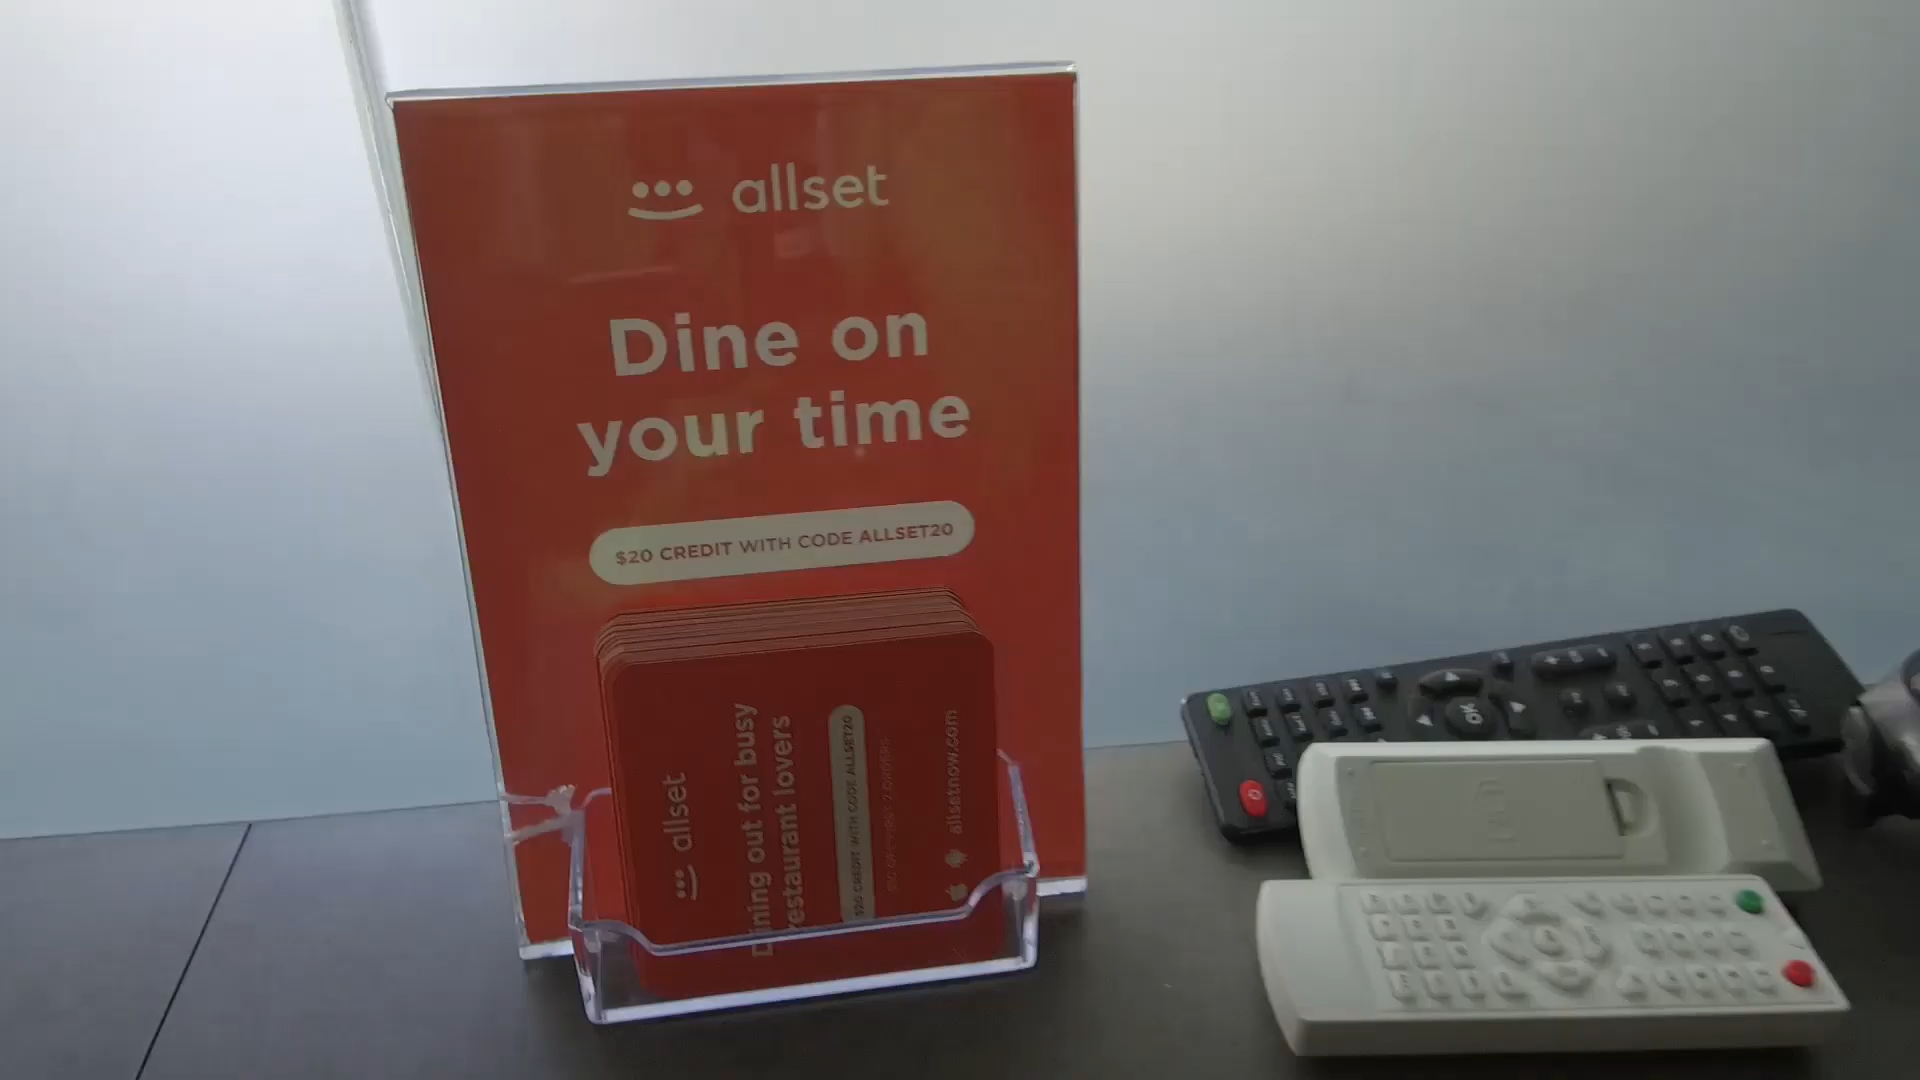 allset
Dine on
your time
$20 CREDIT WITH CODE ALLSET20
allset
Dining out for busy
restaurant lovers
$20 CREDIT WITH CODE ALLSET20
allsetnow.com
OK